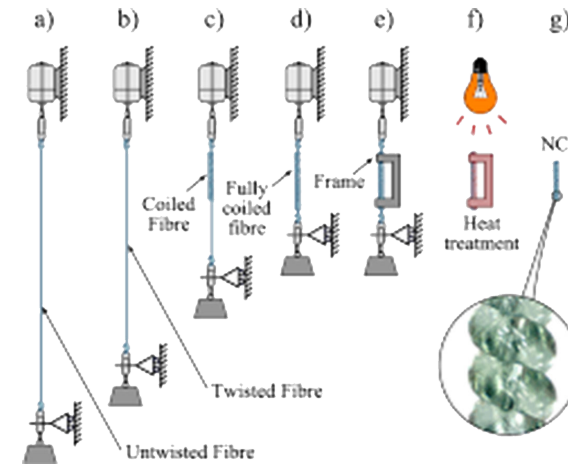 a) b) c) d) e) f) g)
NC
Coiled
Fibre
Fully
coiled
fibre
Frame
Heat
treatment
Twisted Fibre
Untwisted Fibre